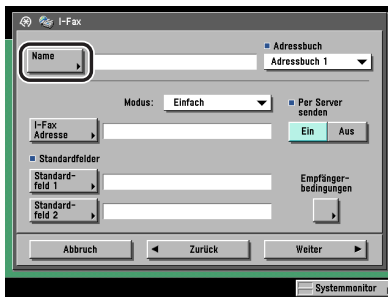 I-Fax
Name
Adressbuch
Adressbuch 1
Modus:
Einfach
Per Server
senden
I-Fax
Adresse
Ein
Aus
Standardfelder
Standard-
feld 1
Empfänger-
bedingungen
Standard-
feld 2
Abbruch
Zurück
Weiter
Systemmonitor